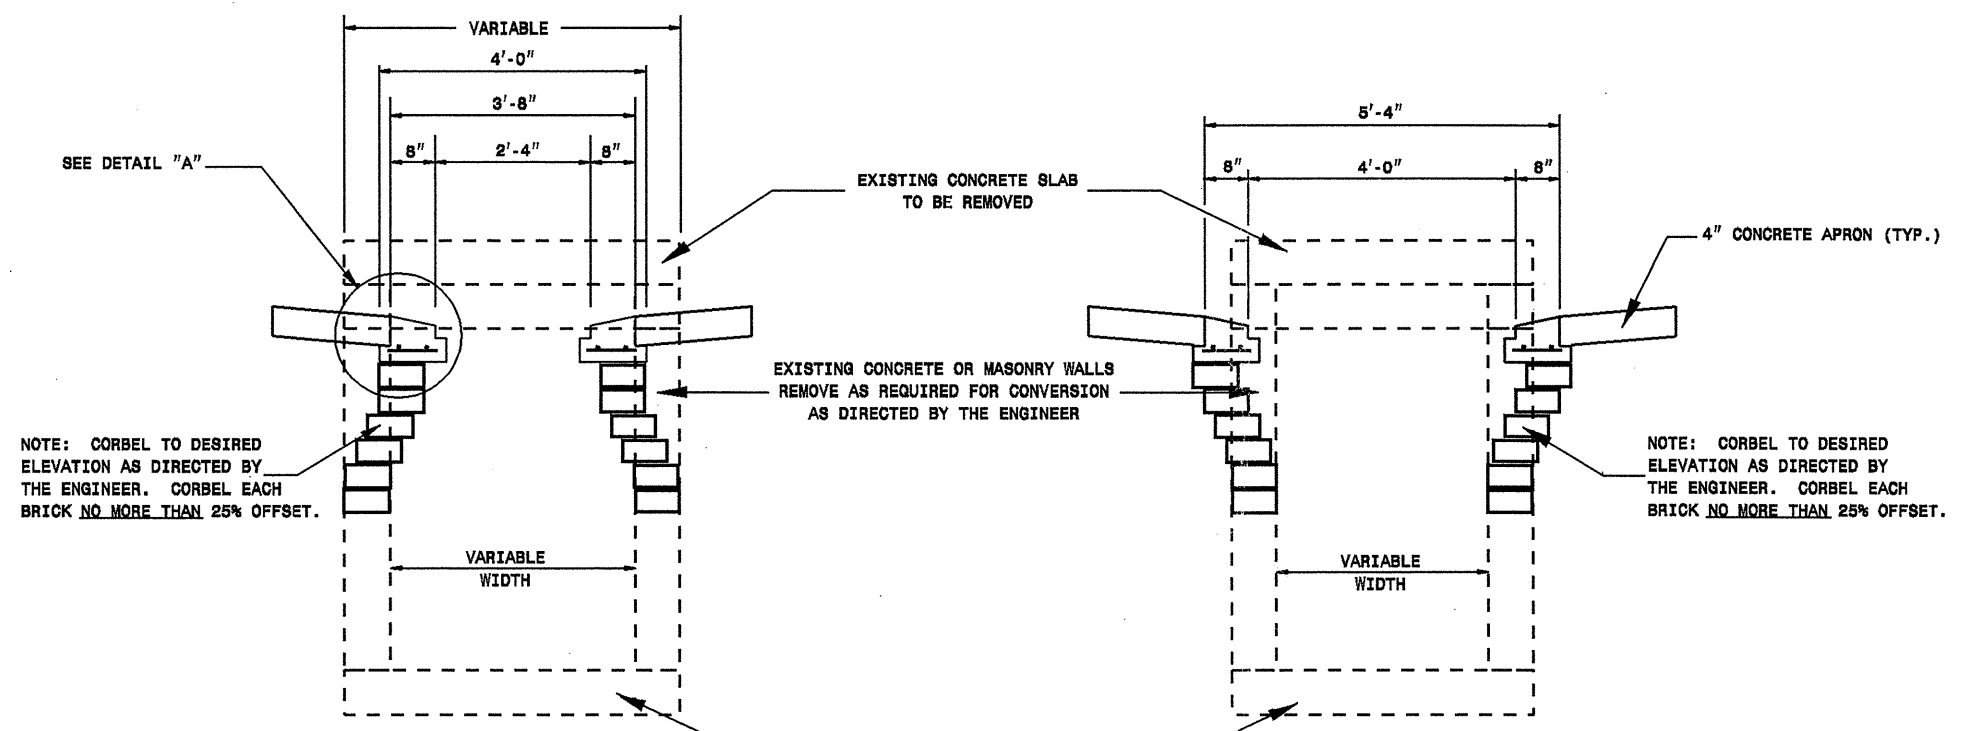 VARIABLE
4'-0"
3'-8"
8"
2'-4"
8"
SEE DETAIL "A"
EXISTING CONCRETE SLAB
TO BE REMOVED
5'-4"
8"
4'-0"
8"
4" CONCRETE APRON (TYP.)
EXISTING CONCRETE OR MASONRY WALLS
REMOVE AS REQUIRED FOR CONVERSION
AS DIRECTED BY THE ENGINEER
NOTE: CORBEL TO DESIRED
ELEVATION AS DIRECTED BY
THE ENGINEER. CORBEL EACH
BRICK NO MORE THAN 25% OFFSET.
NOTE: CORBEL TO DESIRED
ELEVATION AS DIRECTED BY
THE ENGINEER. CORBEL EACH
BRICK NO MORE THAN 25% OFFSET.
VARIABLE
WIDTH
VARIABLE
WIDTH